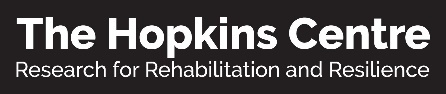 The Hopkins Centre
Research for Rehabilitation and Resilience